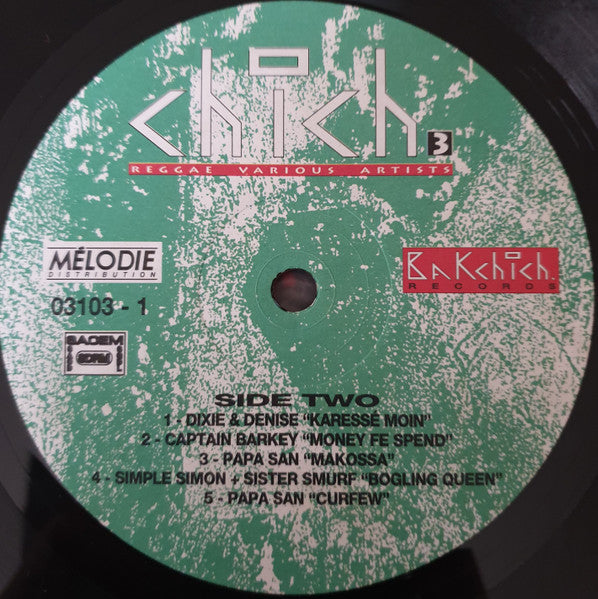 chich 3
REGGAE VARIOUS ARTISTS
MÉLODIE
DISTRIBUTION
BaKchich.
RECORDS
03103 - 1
SACEM
SDRM
SIDE TWO
1 - DIXIE & DENISE “KARESSÉ MOIN”
2 - CAPTAIN BARKEY “MONEY FE SPEND”
3 - PAPA SAN “MAKOSSA”
4 - SIMPLE SIMON + SISTER SMURF “BOGLING QUEEN”
5 - PAPA SAN “CURFEW”